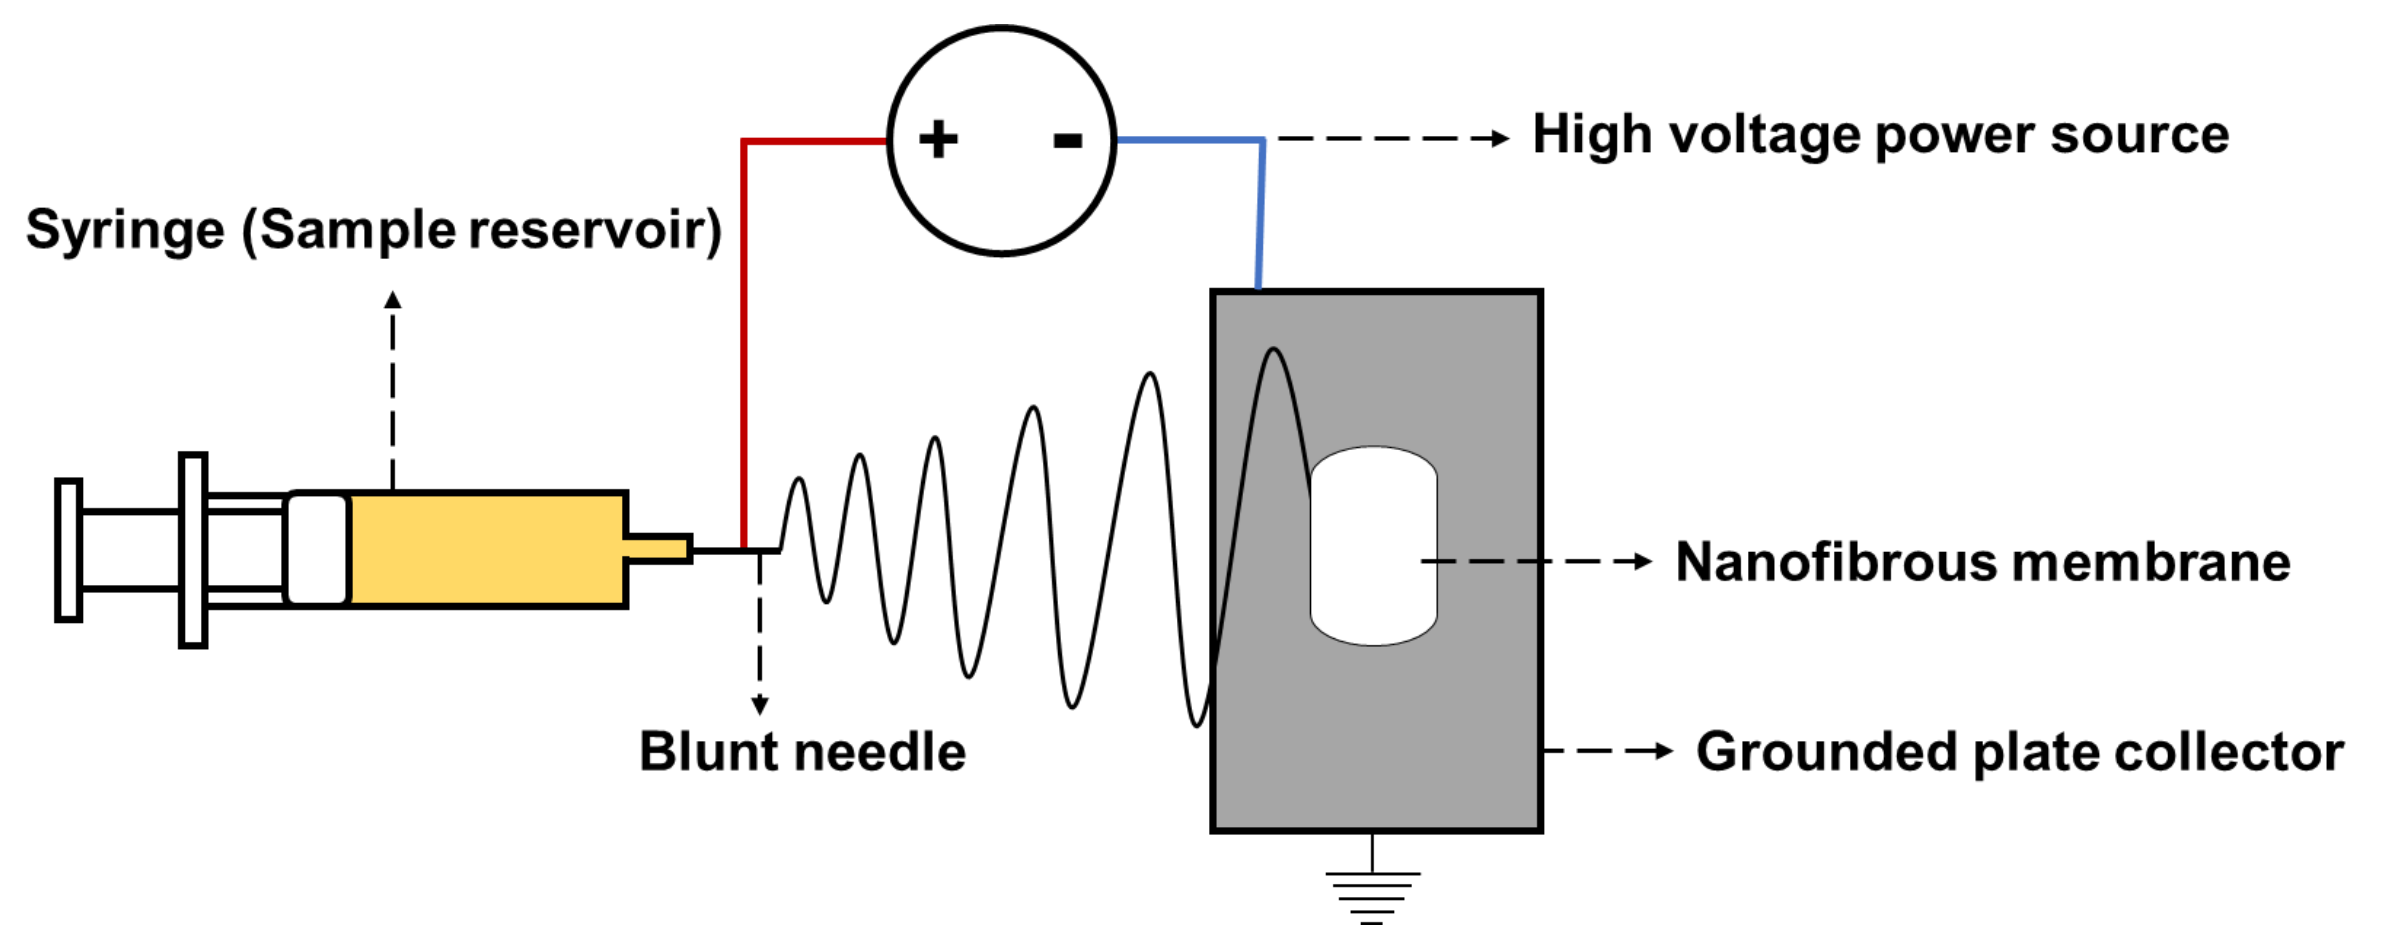 + -
High voltage power source
Syringe (Sample reservoir)
Nanofibrous membrane
Blunt needle
Grounded plate collector